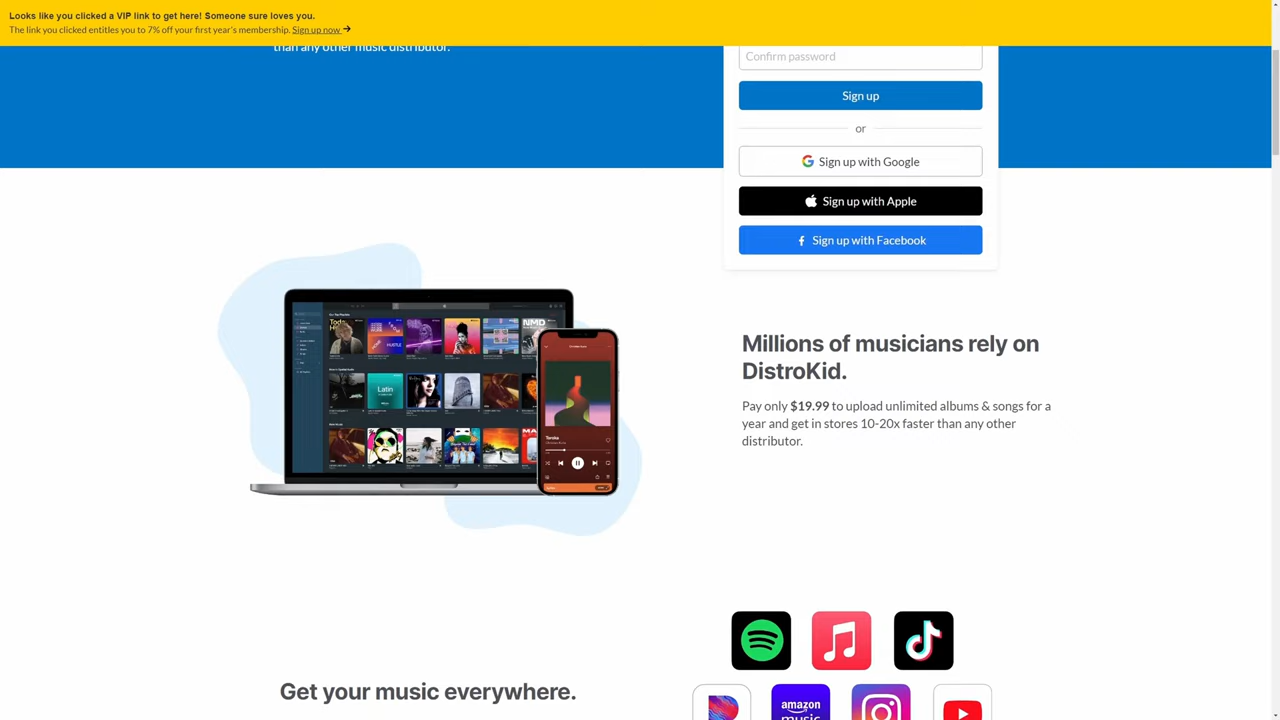 Looks like you clicked a VIP link to get here! Someone sure loves you.
The link you clicked entitles you to 7% off your first year's membership. Sign up now →
than any other music distributor.
Confirm password
Sign up
or
Sign up with Google
Sign up with Apple
Sign up with Facebook
Latin
HUSTLE
NMD
Millions of musicians rely on
DistroKid.
Pay only $19.99 to upload unlimited albums & songs for a
year and get in stores 10-20x faster than any other
distributor.
Get your music everywhere.
amazon
music